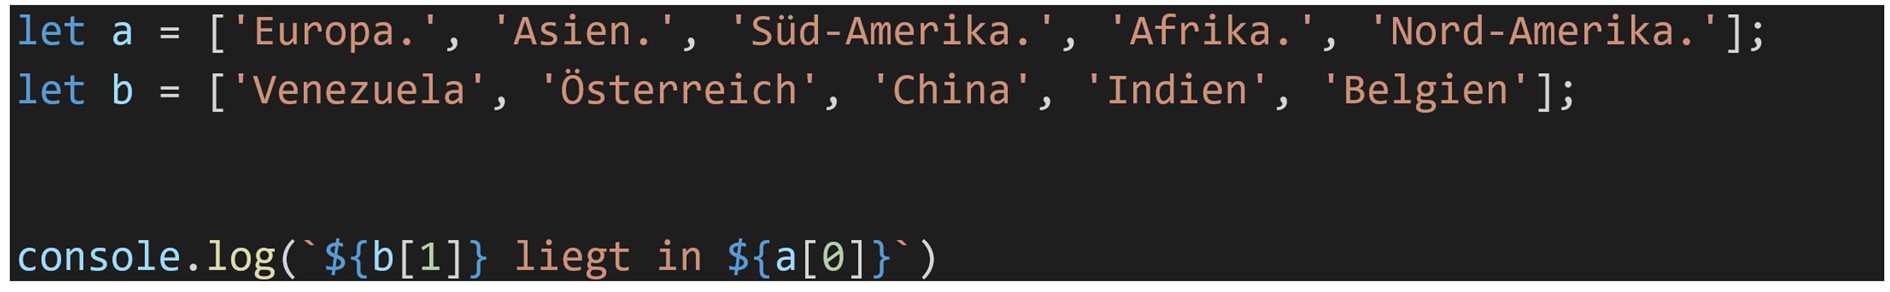 let a = ['Europa.', 'Asien.', 'Süd-Amerika.', 'Afrika.', 'Nord-Amerika.'];
let b = ['Venezuela', 'Österreich', 'China', 'Indien', 'Belgien'];
console.log(`${b[1]} liegt in ${a[0]}`)